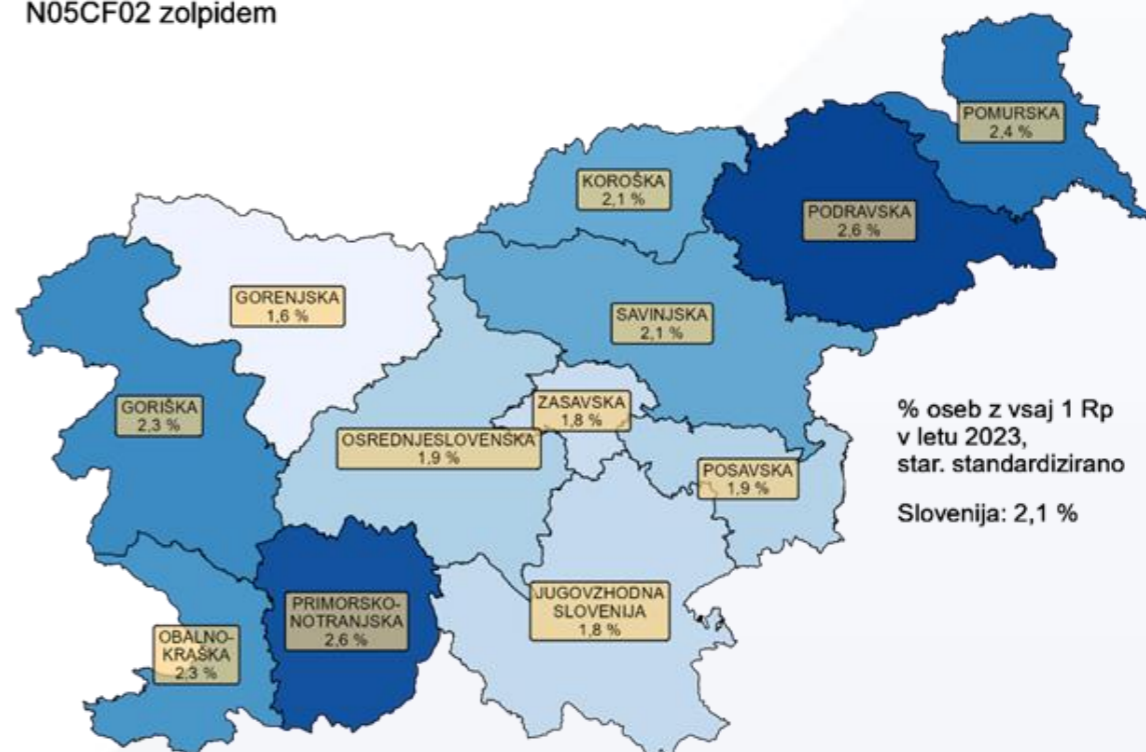 N05CF02 zolpidem
POMURSKA
2,4 %
KOROŠKA
2,1 %
PODRAVSKA
2,6 %
GORENJSKA
1,6 %
SAVINJSKA
2,1 %
GORIŠKA
2,3 %
ZASAVSKA
1,8 %
OSREDNJESLOVENSKA
1,9 %
POSAVSKA
1,9 %
% oseb z vsaj 1 Rp
v letu 2023,
star. standardizirano
Slovenija: 2,1 %
PRIMORSKO-
NOTRANJSKA
2,6 %
JUGOVZHODNA
SLOVENIJA
1,8 %
OBALNO-
KRAŠKA
2,3 %